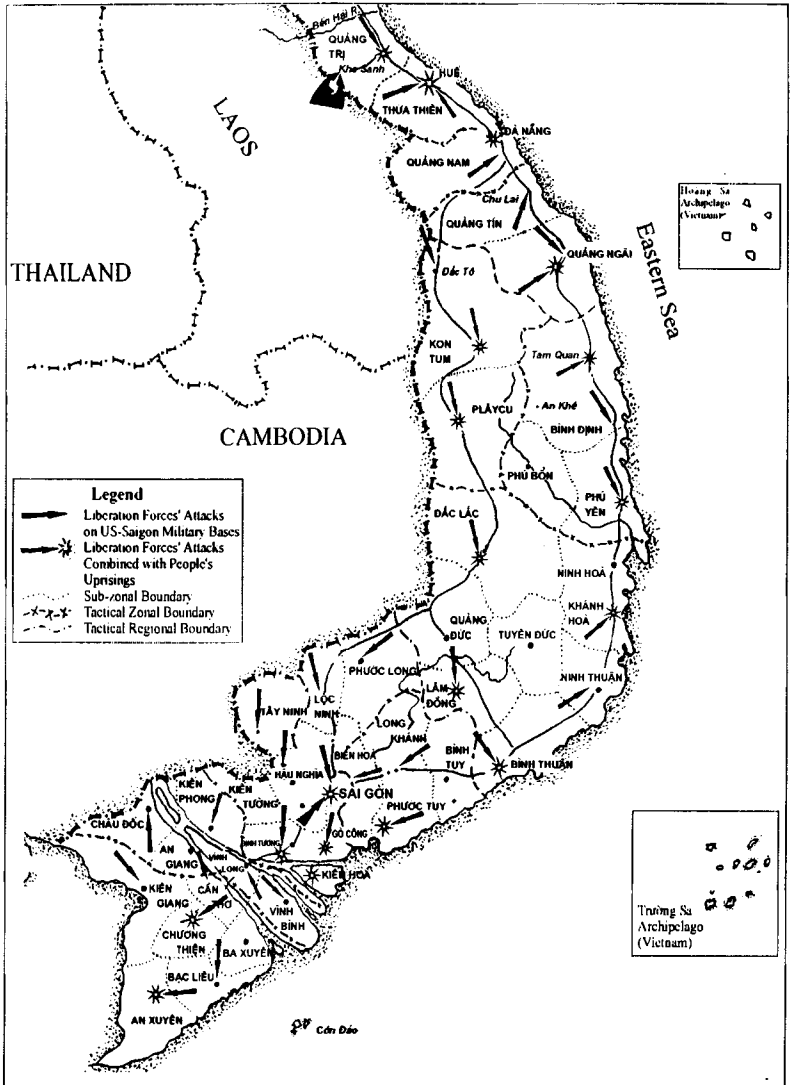 Bến Hải R.
QUẢNG
TRỊ
Khe Sanh
HUẾ
THỪA THIÊN
LAOS
ĐÀ NẴNG
QUẢNG NAM
Hoàng Sa
Archipelago
(Vietnam)
Chu Lai
QUẢNG TÍN
Eastern Sea
QUẢNG NGÃI
THAILAND
Đắc Tô
KON
TUM
Tam Quan
PLÂYCU
An Khê
CAMBODIA
BÌNH ĐỊNH
PHÚ BỔN
PHÚ
YÊN
Legend
Liberation Forces' Attacks
on US-Saigon Military Bases
Liberation Forces' Attacks
Combined with People's
Uprisings
Sub-zonal Boundary
Tactical Zonal Boundary
Tactical Regional Boundary
ĐẮC LẮC
NINH HOÀ
KHÁNH
HOÀ
QUẢNG
ĐỨC
TUYÊN ĐỨC
PHƯỚC LONG
NINH THUẬN
LÂM
ĐỒNG
TÂY NINH
LỘC
NINH
LONG
KHÁNH
BIÊN HOÀ
BÌNH
TUY
BÌNH THUẬN
HẬU NGHĨA
KIẾN
PHONG
KIẾN
TƯỜNG
SÀI GÒN
PHƯỚC TUY
CHÂU ĐỐC
GÒ CÔNG
ĐỊNH TƯỜNG
AN
GIANG
VĨNH
LONG
KIẾN HOÀ
KIÊN
GIANG
CẦN
THƠ
VĨNH
BÌNH
CHƯƠNG
THIỆN
BA XUYÊN
BẠC LIÊU
AN XUYÊN
Trường Sa
Archipelago
(Vietnam)
Côn Đảo